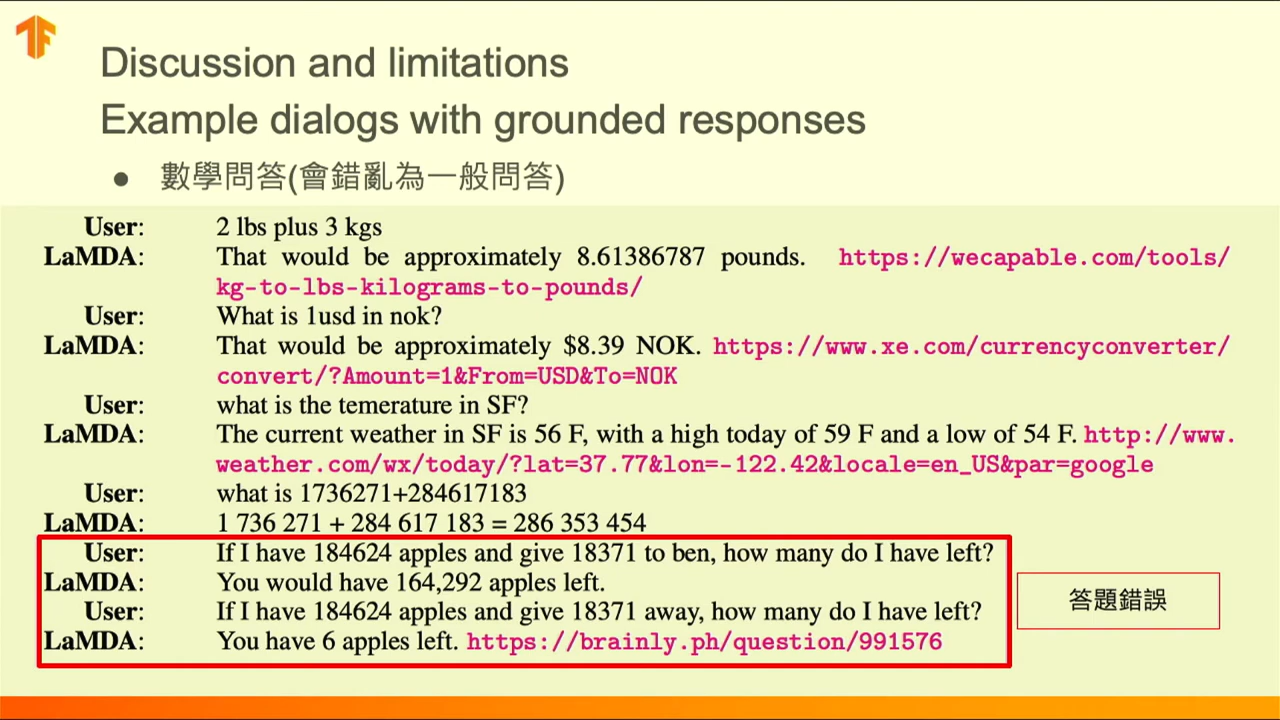 Discussion and limitations
Example dialogs with grounded responses
● 數學問答(會錯亂為一般問答)
User: 2 lbs plus 3 kgs
LaMDA: That would be approximately 8.61386787 pounds. https://wecapable.com/tools/
kg-to-lbs-kilograms-to-pounds/
User: What is 1usd in nok?
LaMDA: That would be approximately $8.39 NOK. https://www.xe.com/currencyconverter/
convert/?Amount=1&From=USD&To=NOK
User: what is the temerature in SF?
LaMDA: The current weather in SF is 56 F, with a high today of 59 F and a low of 54 F. http://www.
weather.com/wx/today/?lat=37.77&lon=-122.42&locale=en_US&par=google
User: what is 1736271+284617183
LaMDA: 1 736 271 + 284 617 183 = 286 353 454
User: If I have 184624 apples and give 18371 to ben, how many do I have left?
LaMDA: You would have 164,292 apples left.
User: If I have 184624 apples and give 18371 away, how many do I have left?
LaMDA: You have 6 apples left. https://brainly.ph/question/991576
答題錯誤